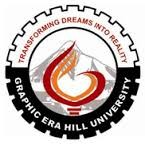 TRANSFORMING DREAMS INTO REALITY
GRAPHIC ERA HILL UNIVERSITY